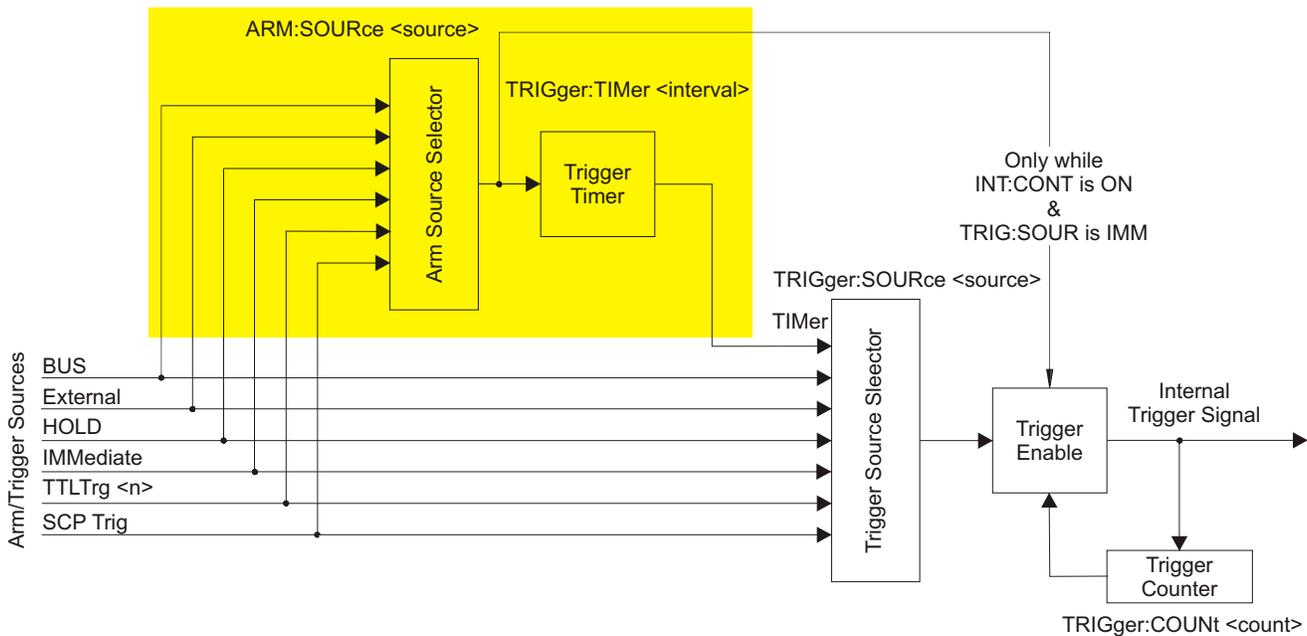 ARM:SOURce <source>
TRIGger:TIMer <interval>
Arm Source Selector
Trigger
Timer
Only while
INT:CONT is ON
&
TRIG:SOUR is IMM
TRIGger:SOURce <source>
TIMer
Arm/Trigger Sources
BUS
External
HOLD
IMMediate
TTLTrg <n>
SCP Trig
Trigger Source Sleector
Trigger
Enable
Internal
Trigger Signal
Trigger
Counter
TRIGger:COUNt <count>